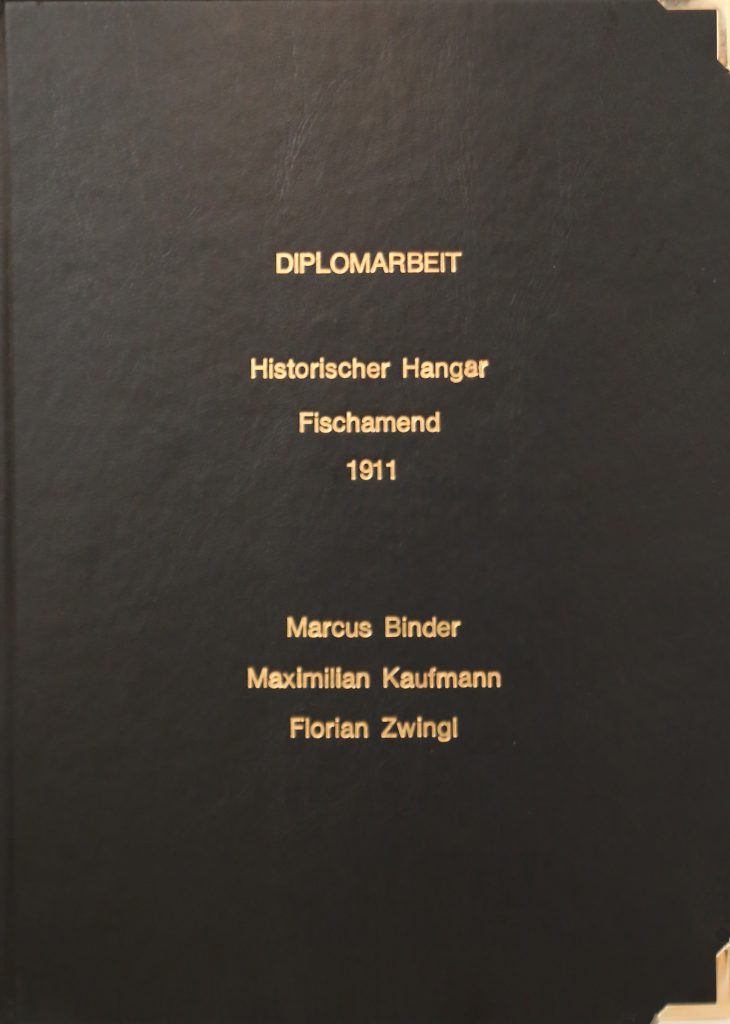 DIPLOMARBEIT
Historischer Hangar
Fischamend
1911
Marcus Binder
Maximilian Kaufmann
Florian Zwingl